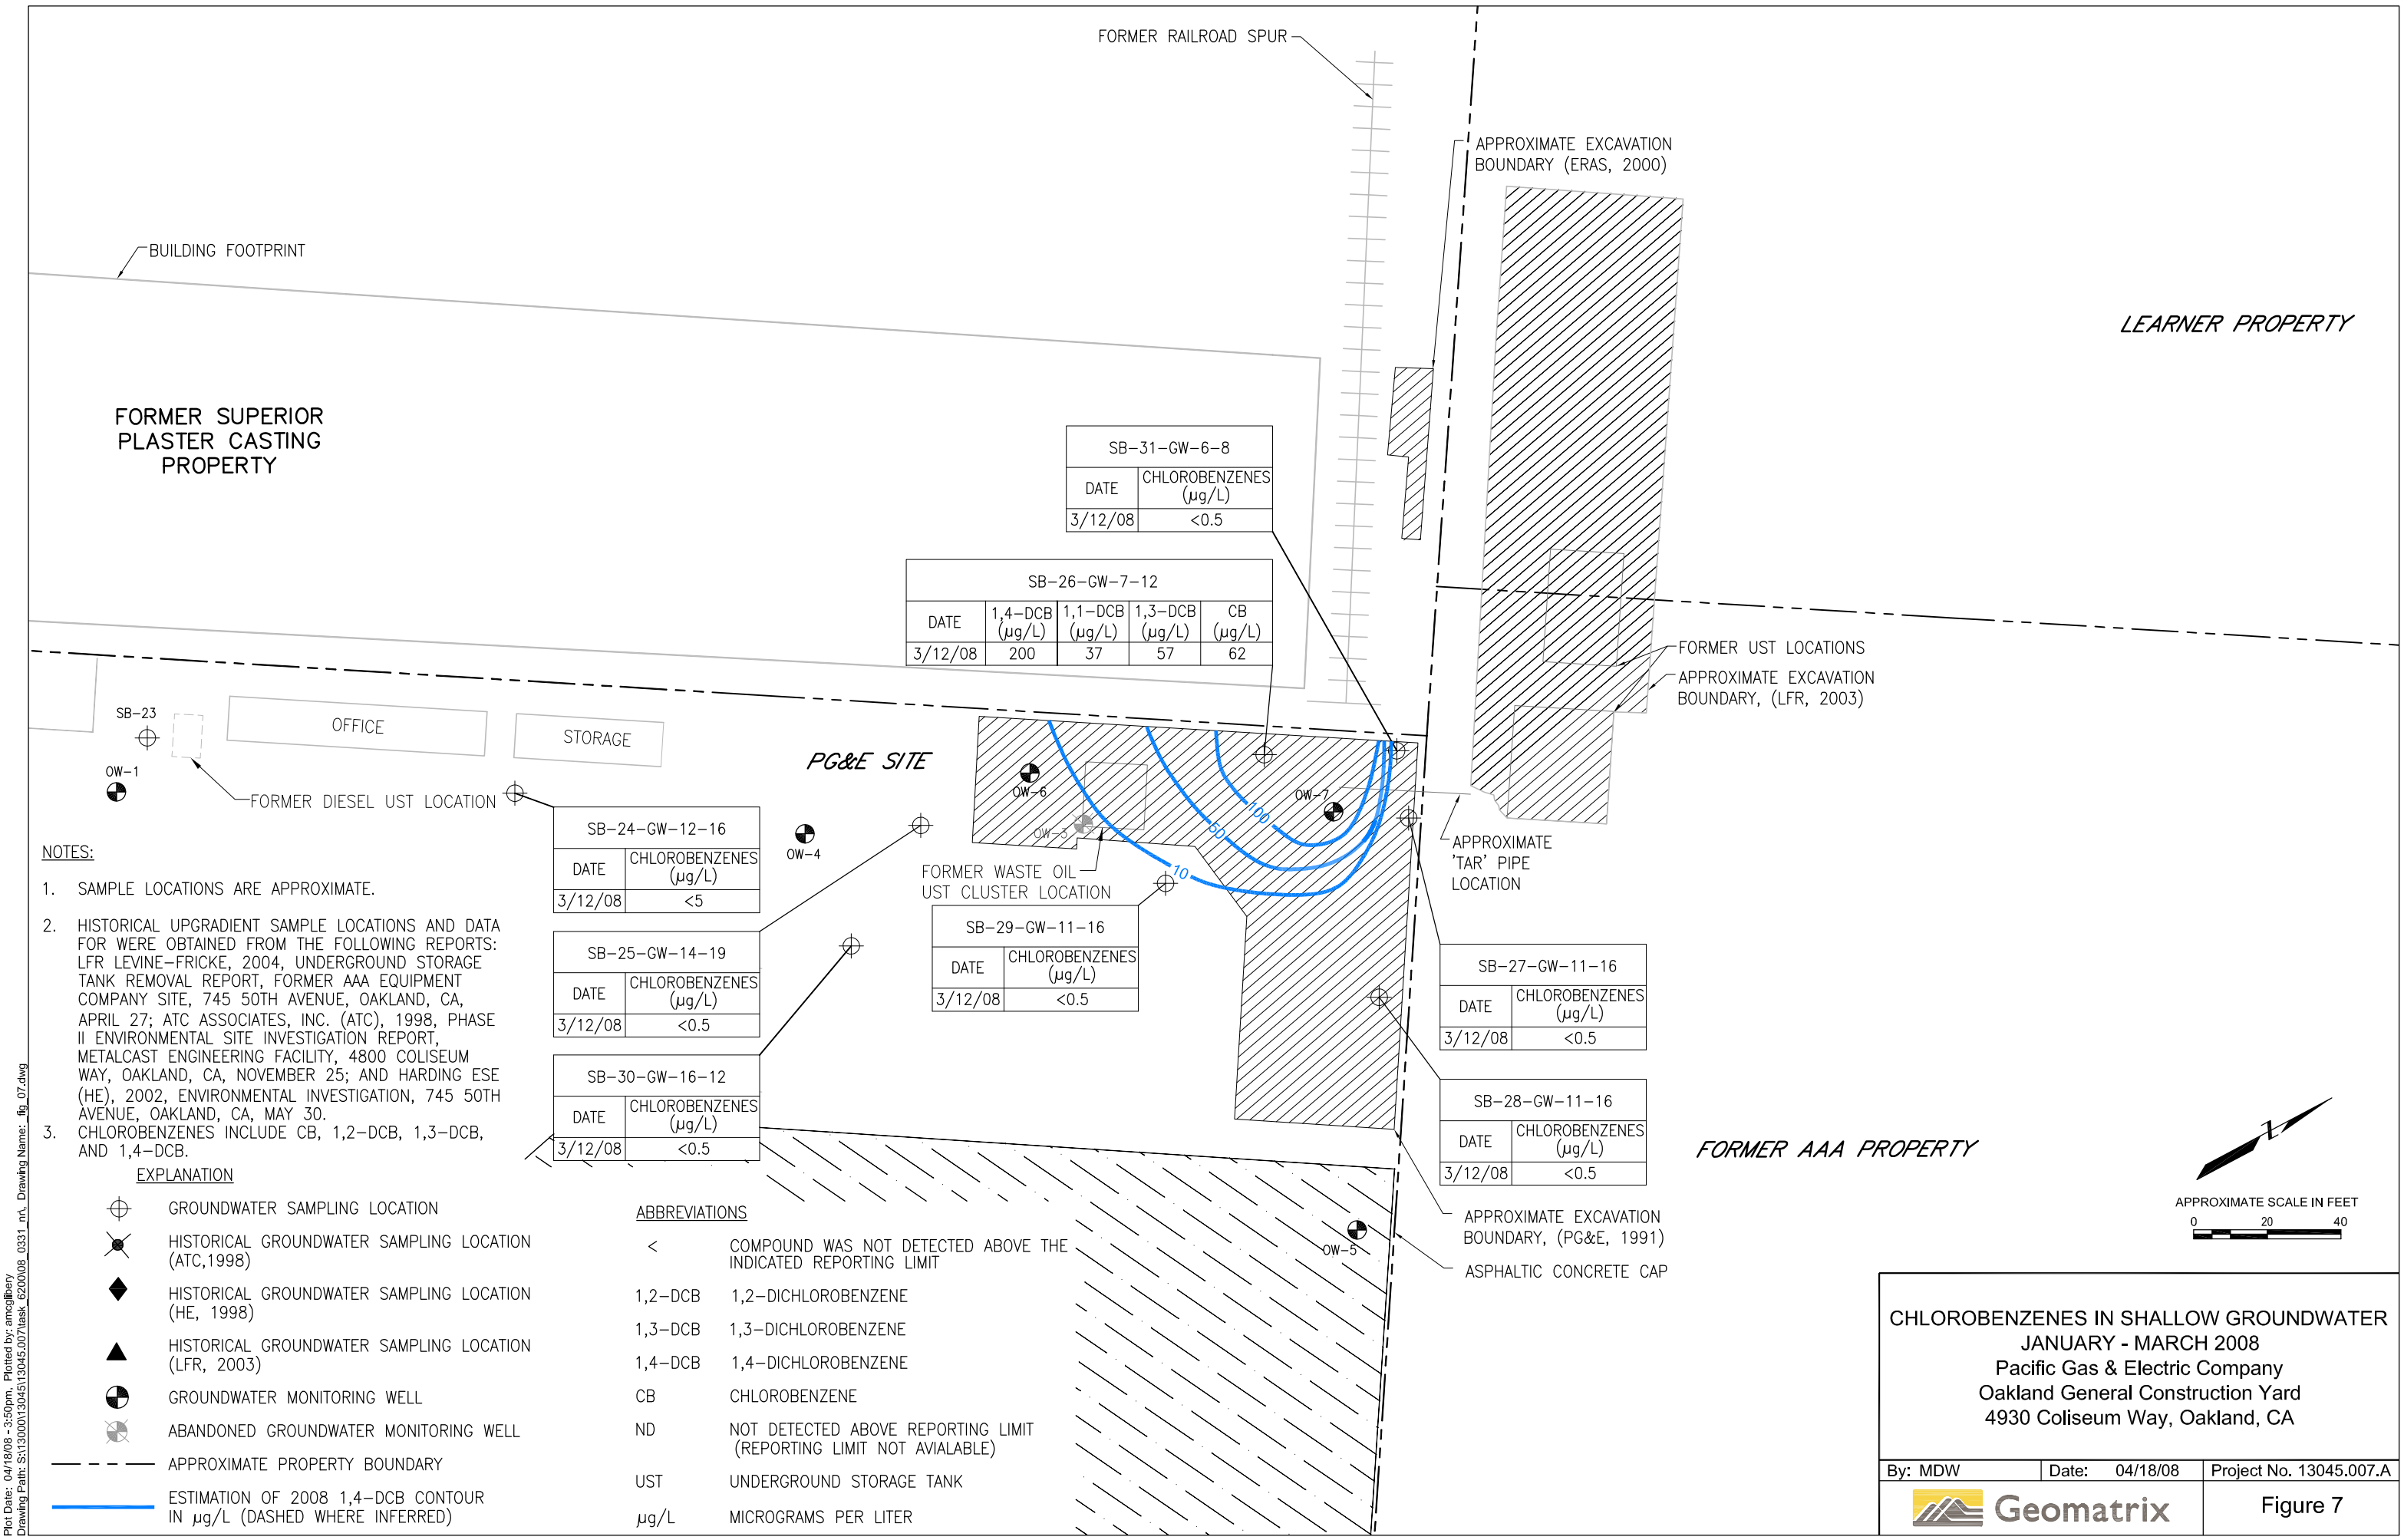 FORMER RAILROAD SPUR
APPROXIMATE EXCAVATION
BOUNDARY (ERAS, 2000)
BUILDING FOOTPRINT
LEARNER PROPERTY
FORMER SUPERIOR
PLASTER CASTING
PROPERTY
SB-31-GW-6-8
DATE CHLOROBENZENES
(µg/L)
3/12/08 <0.5
SB-26-GW-7-12
DATE 1,4-DCB 1,1-DCB 1,3-DCB CB
(µg/L) (µg/L) (µg/L) (µg/L)
3/12/08 200 37 57 62
FORMER UST LOCATIONS
APPROXIMATE EXCAVATION
BOUNDARY, (LFR, 2003)
SB-23
OFFICE
STORAGE
PG&E SITE
OW-1
FORMER DIESEL UST LOCATION
OW-6
OW-7
OW-3
OW-4
100
50
10
FORMER WASTE OIL
UST CLUSTER LOCATION
APPROXIMATE
'TAR' PIPE
LOCATION
SB-24-GW-12-16
DATE CHLOROBENZENES
(µg/L)
3/12/08 <5
SB-25-GW-14-19
DATE CHLOROBENZENES
(µg/L)
3/12/08 <0.5
SB-30-GW-16-12
DATE CHLOROBENZENES
(µg/L)
3/12/08 <0.5
SB-29-GW-11-16
DATE CHLOROBENZENES
(µg/L)
3/12/08 <0.5
SB-27-GW-11-16
DATE CHLOROBENZENES
(µg/L)
3/12/08 <0.5
SB-28-GW-11-16
DATE CHLOROBENZENES
(µg/L)
3/12/08 <0.5
FORMER AAA PROPERTY
APPROXIMATE EXCAVATION
BOUNDARY, (PG&E, 1991)
ASPHALTIC CONCRETE CAP
OW-5
NOTES:
1. SAMPLE LOCATIONS ARE APPROXIMATE.
2. HISTORICAL UPGRADIENT SAMPLE LOCATIONS AND DATA
FOR WERE OBTAINED FROM THE FOLLOWING REPORTS:
LFR LEVINE-FRICKE, 2004, UNDERGROUND STORAGE
TANK REMOVAL REPORT, FORMER AAA EQUIPMENT
COMPANY SITE, 745 50TH AVENUE, OAKLAND, CA,
APRIL 27; ATC ASSOCIATES, INC. (ATC), 1998, PHASE
II ENVIRONMENTAL SITE INVESTIGATION REPORT,
METALCAST ENGINEERING FACILITY, 4800 COLISEUM
WAY, OAKLAND, CA, NOVEMBER 25; AND HARDING ESE
(HE), 2002, ENVIRONMENTAL INVESTIGATION, 745 50TH
AVENUE, OAKLAND, CA, MAY 30.
3. CHLOROBENZENES INCLUDE CB, 1,2-DCB, 1,3-DCB,
AND 1,4-DCB.
EXPLANATION
GROUNDWATER SAMPLING LOCATION
HISTORICAL GROUNDWATER SAMPLING LOCATION
(ATC,1998)
HISTORICAL GROUNDWATER SAMPLING LOCATION
(HE, 1998)
HISTORICAL GROUNDWATER SAMPLING LOCATION
(LFR, 2003)
GROUNDWATER MONITORING WELL
ABANDONED GROUNDWATER MONITORING WELL
APPROXIMATE PROPERTY BOUNDARY
ESTIMATION OF 2008 1,4-DCB CONTOUR
IN µg/L (DASHED WHERE INFERRED)
ABBREVIATIONS
< COMPOUND WAS NOT DETECTED ABOVE THE
INDICATED REPORTING LIMIT
1,2-DCB 1,2-DICHLOROBENZENE
1,3-DCB 1,3-DICHLOROBENZENE
1,4-DCB 1,4-DICHLOROBENZENE
CB CHLOROBENZENE
ND NOT DETECTED ABOVE REPORTING LIMIT
(REPORTING LIMIT NOT AVIALABLE)
UST UNDERGROUND STORAGE TANK
µg/L MICROGRAMS PER LITER
APPROXIMATE SCALE IN FEET
0 20 40
CHLOROBENZENES IN SHALLOW GROUNDWATER
JANUARY - MARCH 2008
Pacific Gas & Electric Company
Oakland General Construction Yard
4930 Coliseum Way, Oakland, CA
By: MDW Date: 04/18/08 Project No. 13045.007.A
Geomatrix Figure 7
Plot Date: 04/18/08 - 3:50pm, Plotted by: